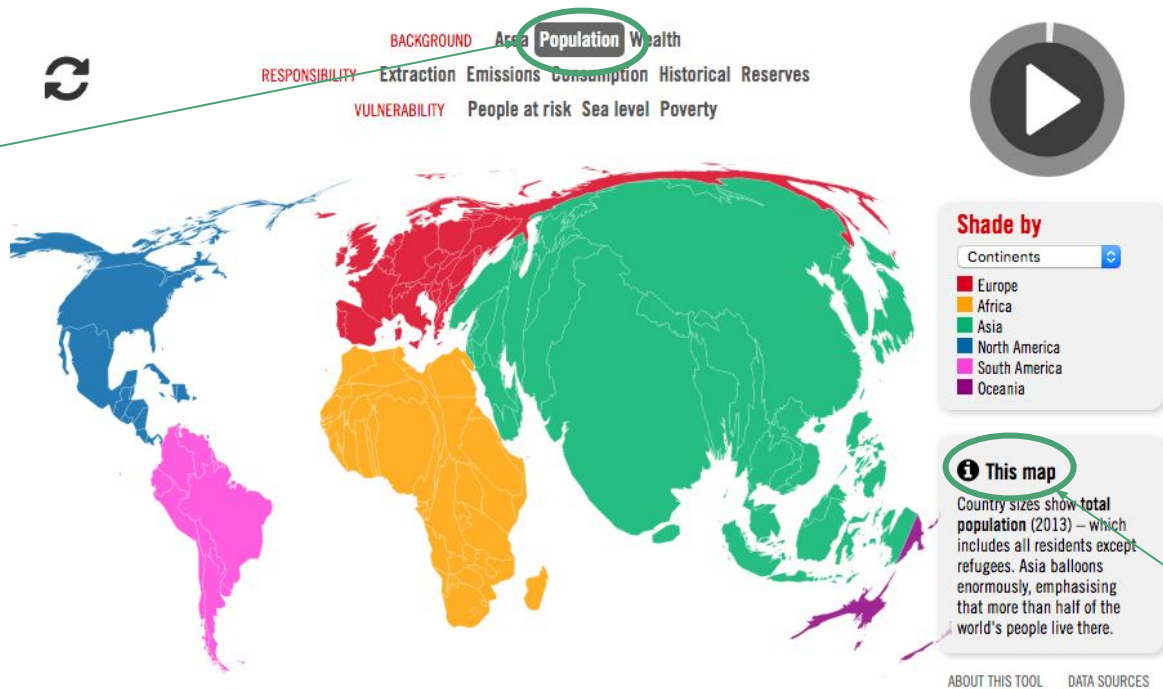 BACKGROUND Area Population Wealth
RESPONSIBILITY Extraction Emissions Consumption Historical Reserves
VULNERABILITY People at risk Sea level Poverty
Shade by
Continents
Europe
Africa
Asia
North America
South America
Oceania
This map
Country sizes show total
population (2013) – which
includes all residents except
refugees. Asia balloons
enormously, emphasising
that more than half of the
world's people live there.
ABOUT THIS TOOL DATA SOURCES